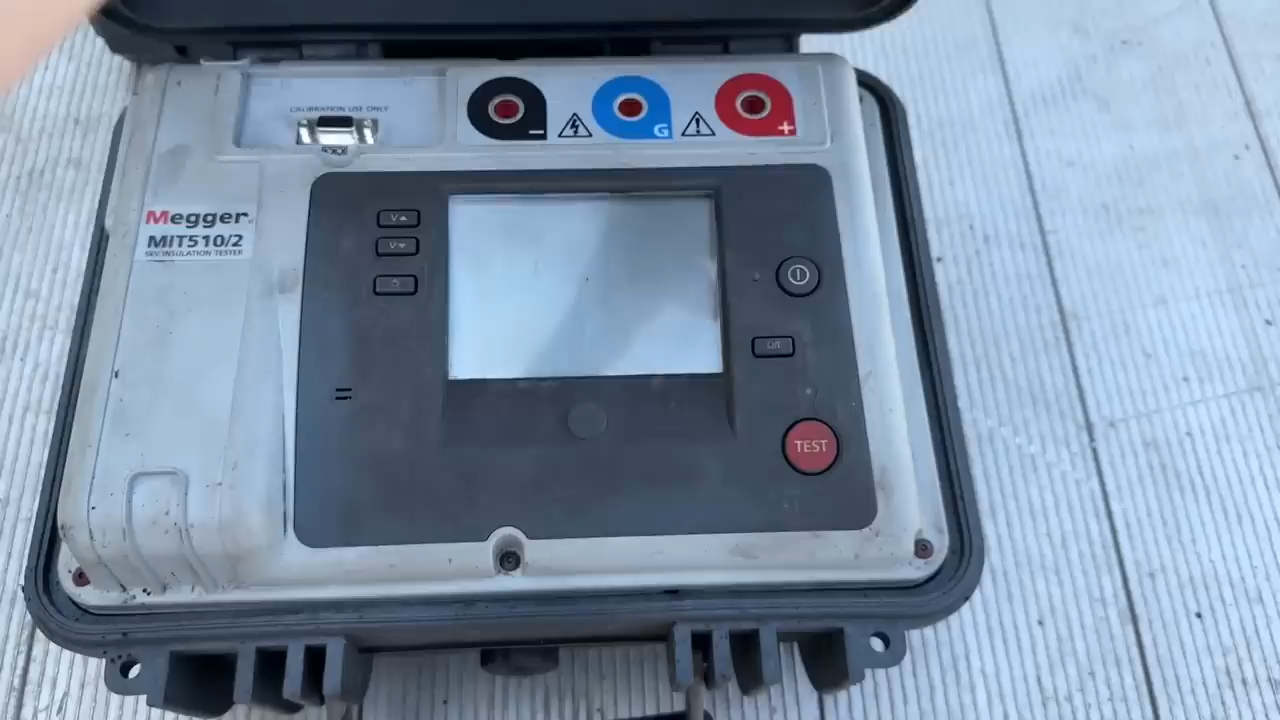 CALIBRATION USE ONLY
−
G
+
Megger
MIT510/2
5KV INSULATION TESTER
V
V
TEST